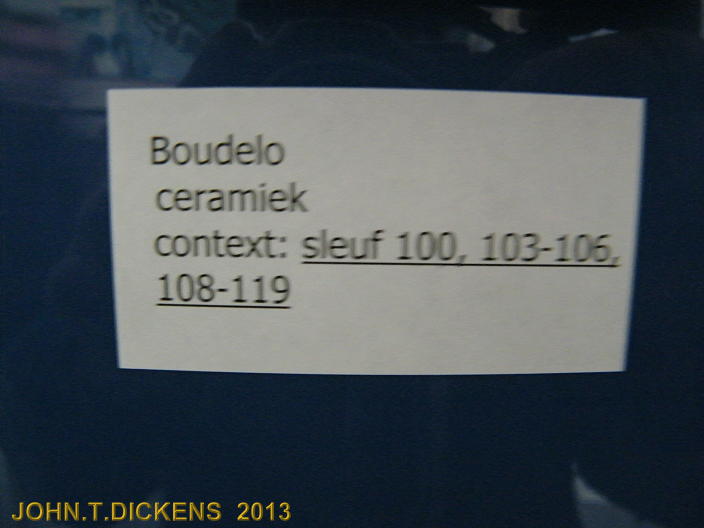 Boudelo
ceramiek
context: sleuf 100, 103-106,
108-119
JOHN.T.DICKENS 2013